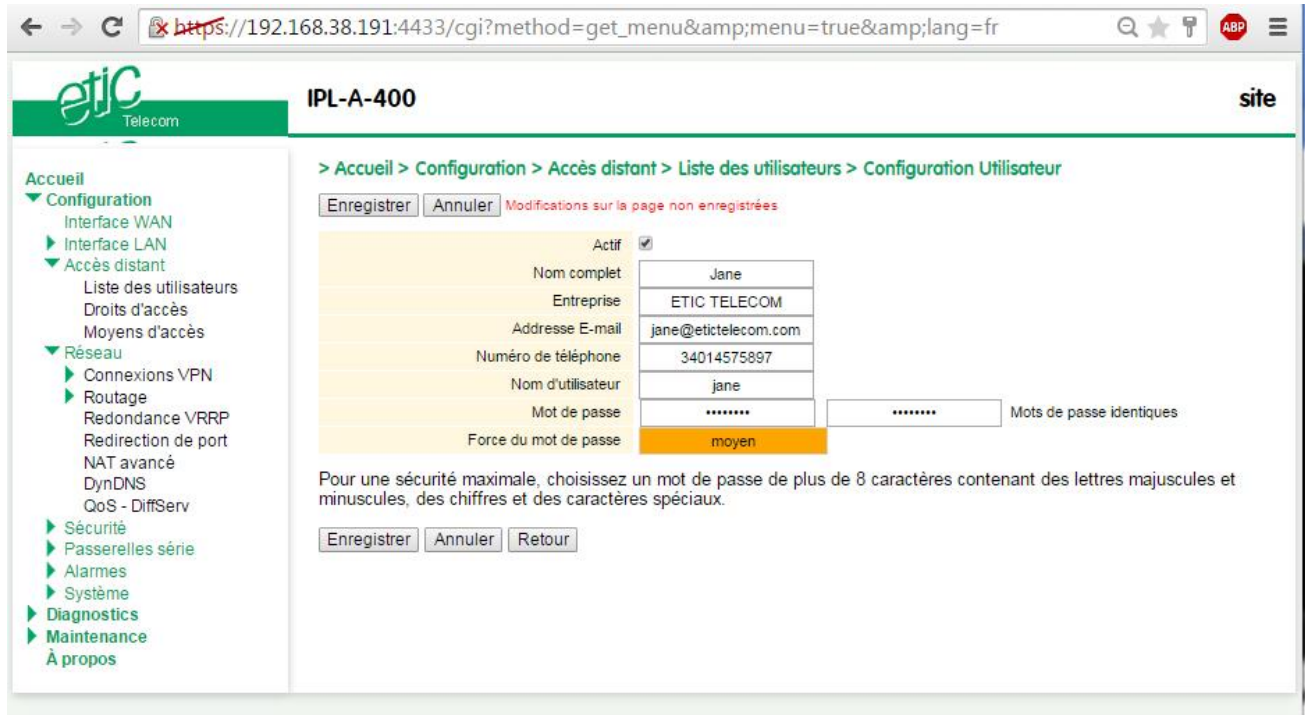 https://192.168.38.191:4433/cgi?method=get_menu&amp;menu=true&amp;lang=fr
ABP
etic
Telecom
IPL-A-400
site
Accueil
Configuration
Interface WAN
Interface LAN
Accès distant
Liste des utilisateurs
Droits d'accès
Moyens d'accès
Réseau
Connexions VPN
Routage
Redondance VRRP
Redirection de port
NAT avancé
DynDNS
QoS - DiffServ
Sécurité
Passerelles série
Alarmes
Système
Diagnostics
Maintenance
À propos
> Accueil > Configuration > Accès distant > Liste des utilisateurs > Configuration Utilisateur
Enregistrer Annuler Modifications sur la page non enregistrées
Actif
Nom complet Jane
Entreprise ETIC TELECOM
Addresse E-mail jane@etictelecom.com
Numéro de téléphone 34014575897
Nom d'utilisateur jane
Mot de passe •••••••• •••••••• Mots de passe identiques
Force du mot de passe moyen
Pour une sécurité maximale, choisissez un mot de passe de plus de 8 caractères contenant des lettres majuscules et
minuscules, des chiffres et des caractères spéciaux.
Enregistrer Annuler Retour